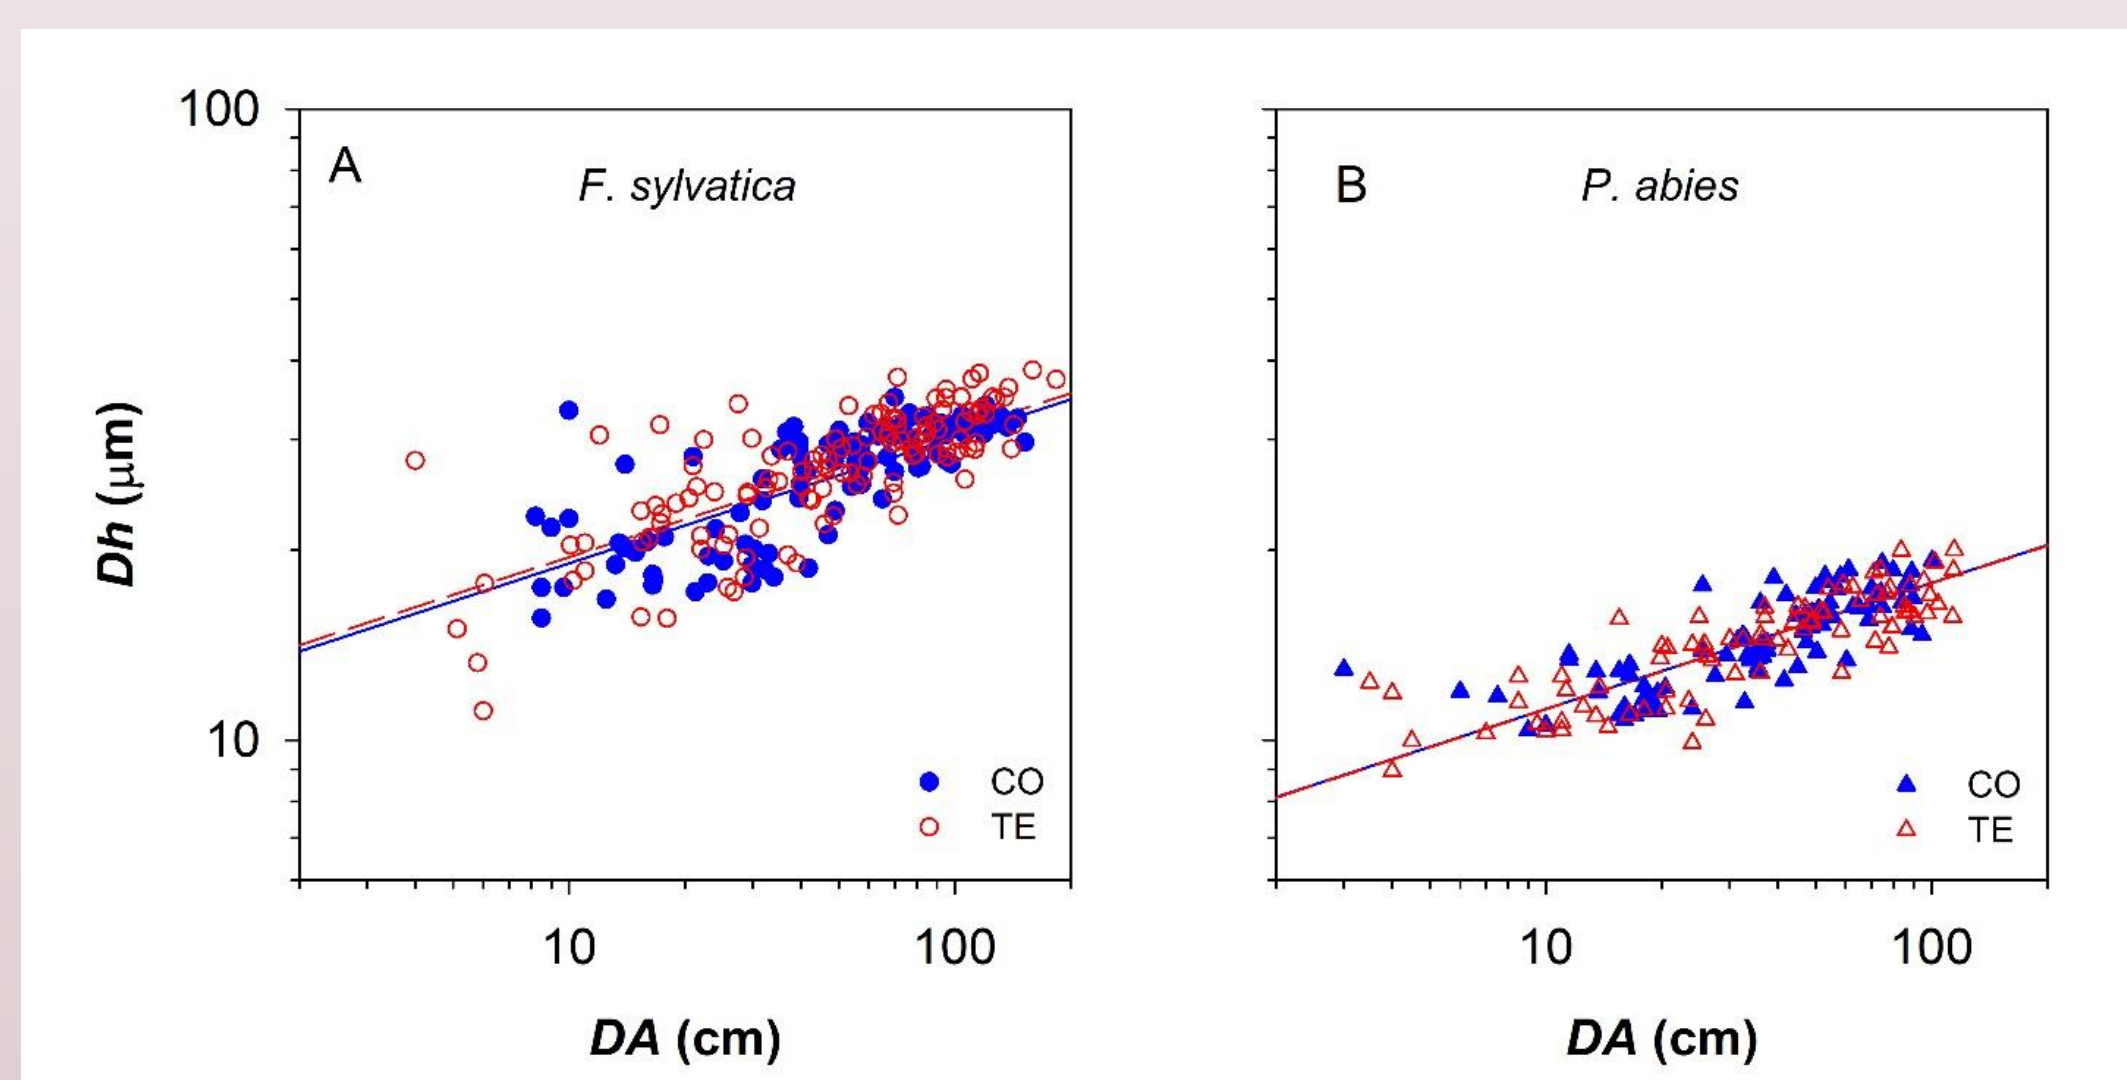 100
10
Dh (μm)
A
F. sylvatica
CO
TE
10 100
DA (cm)
B
P. abies
CO
TE
10 100
DA (cm)